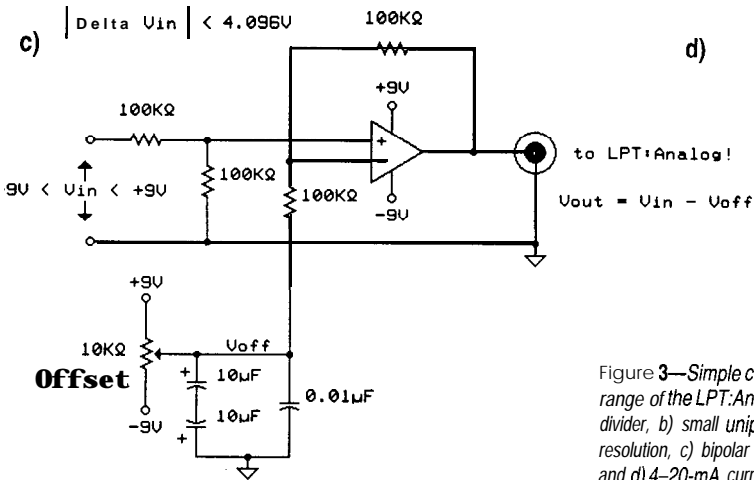 c)
|Delta Vin| < 4.096V
100KΩ
d)
+9V
100KΩ
+
-
to LPT:Analog!
100KΩ
100KΩ
9V < Vin < +9V
-9V
Vout = Vin - Voff
+9V
10KΩ
Voff
Offset
+
10µF
0.01µF
10µF
+
-9V
Figure 3—Simple c
range of the LPT:An
divider, b) small unip
resolution, c) bipolar
and d) 4–20-mA curr